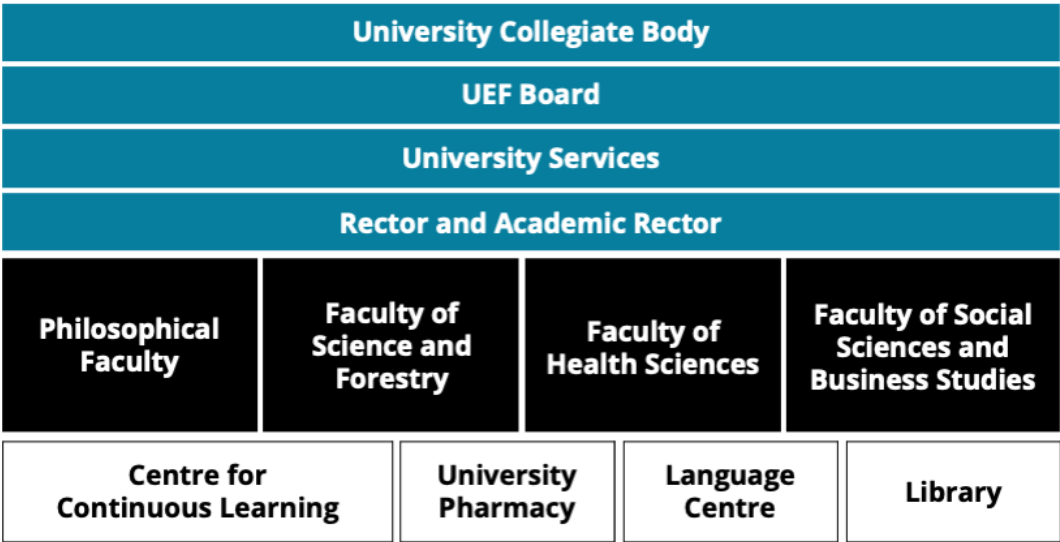 University Collegiate Body
UEF Board
University Services
Rector and Academic Rector
Philosophical
Faculty
Faculty of
Science and
Forestry
Faculty of
Health Sciences
Faculty of Social
Sciences and
Business Studies
Centre for
Continuous Learning
University
Pharmacy
Language
Centre
Library